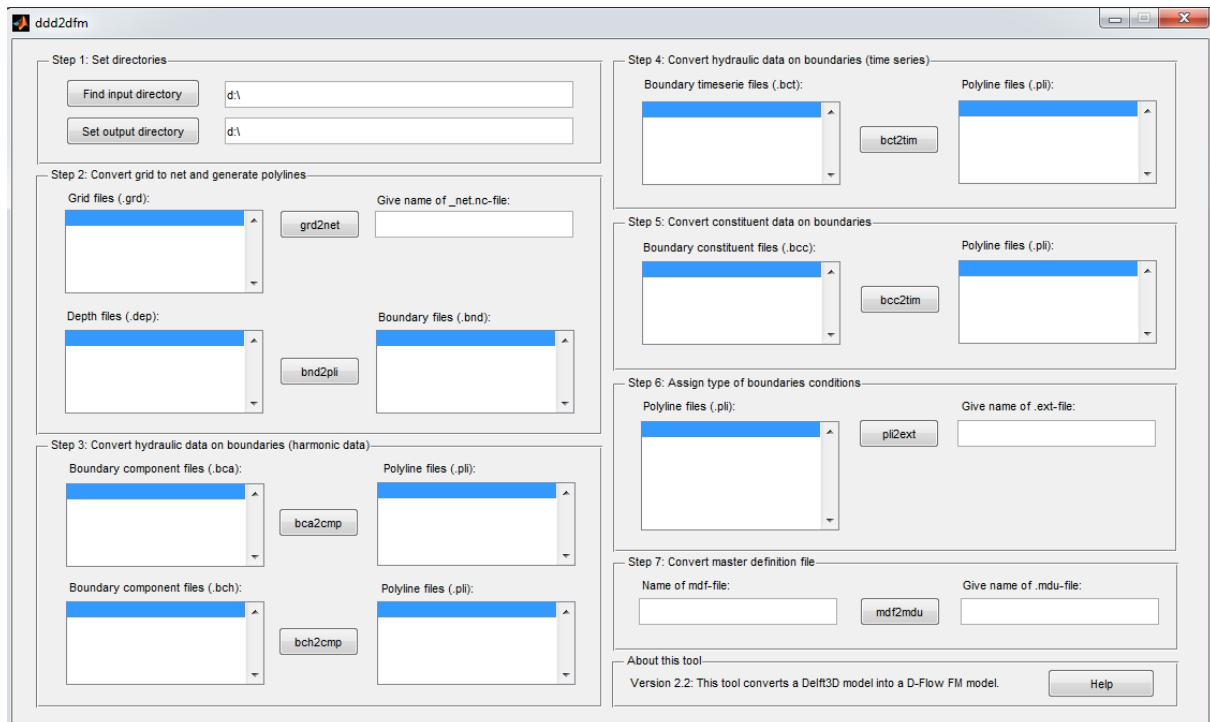 ddd2dfm
Step 1: Set directories
Find input directory
d:\
Set output directory
d:\
Step 2: Convert grid to net and generate polylines
Grid files (.grd):
grd2net
Give name of _net.nc-file:
Depth files (.dep):
bnd2pli
Boundary files (.bnd):
Step 3: Convert hydraulic data on boundaries (harmonic data)
Boundary component files (.bca):
bca2cmp
Polyline files (.pli):
Boundary component files (.bch):
bch2cmp
Polyline files (.pli):
Step 4: Convert hydraulic data on boundaries (time series)
Boundary timeserie files (.bct):
bct2tim
Polyline files (.pli):
Step 5: Convert constituent data on boundaries
Boundary constituent files (.bcc):
bcc2tim
Polyline files (.pli):
Step 6: Assign type of boundaries conditions
Polyline files (.pli):
pli2ext
Give name of .ext-file:
Step 7: Convert master definition file
Name of mdf-file:
mdf2mdu
Give name of .mdu-file:
About this tool
Version 2.2: This tool converts a Delft3D model into a D-Flow FM model.
Help